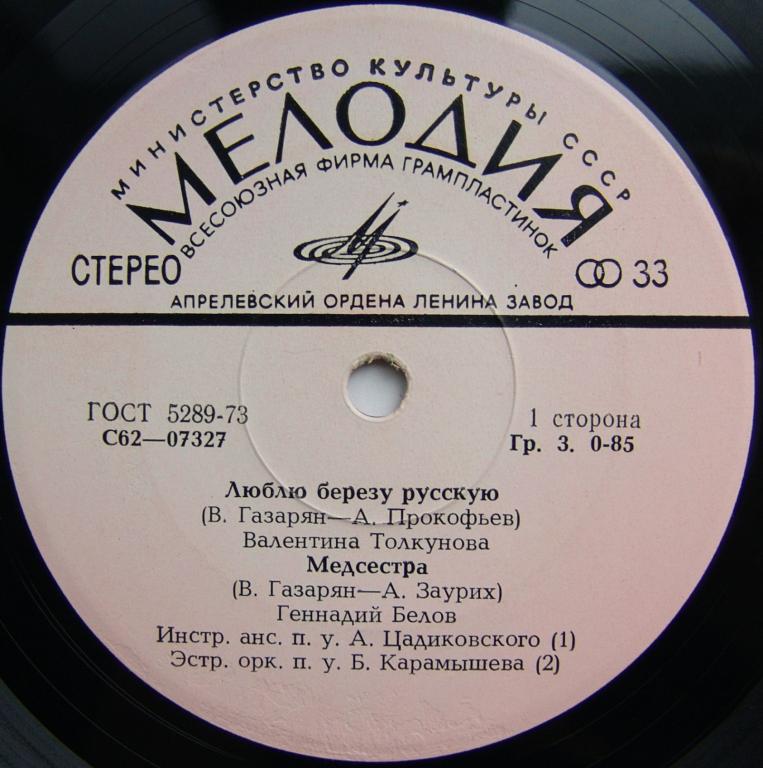 МИНИСТЕРСТВО КУЛЬТУРЫ СССР
МЕЛОДИЯ
ВСЕСОЮЗНАЯ ФИРМА ГРАМПЛАСТИНОК
СТЕРЕО
33
АПРЕЛЕВСКИЙ ОРДЕНА ЛЕНИНА ЗАВОД
ГОСТ 5289-73
С62—07327
1 сторона
Гр. 3. 0-85
Люблю березу русскую
(В. Газарян—А. Прокофьев)
Валентина Толкунова
Медсестра
(В. Газарян—А. Заурих)
Геннадий Белов
Инстр. анс. п. у. А. Цадиковского (1)
Эстр. орк. п. у. Б. Карамышева (2)